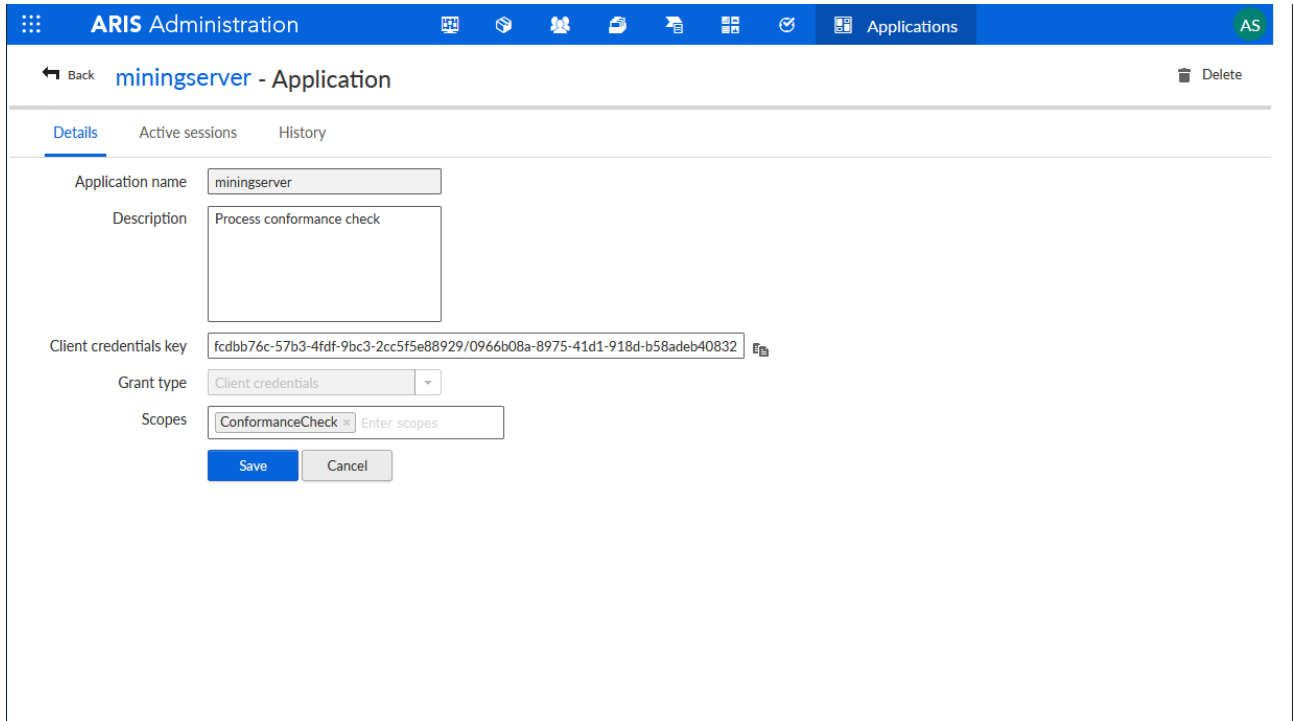 ARIS Administration Applications AS
Back miningserver - Application Delete
Details Active sessions History
Application name miningserver
Description Process conformance check
Client credentials key fcdbb76c-57b3-4fdf-9bc3-2cc5f5e88929/0966b08a-8975-41d1-918d-b58adeb40832
Grant type Client credentials
Scopes ConformanceCheck × Enter scopes
Save Cancel